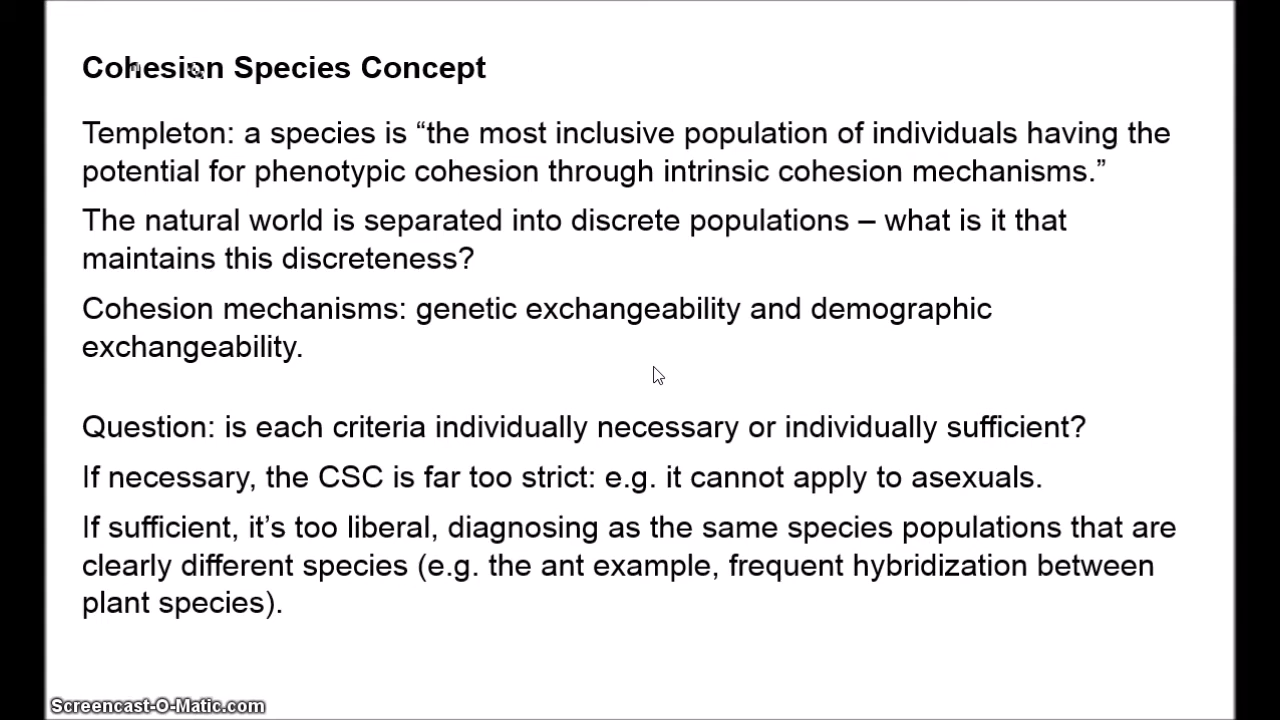 Cohesion Species Concept
Templeton: a species is “the most inclusive population of individuals having the
potential for phenotypic cohesion through intrinsic cohesion mechanisms.”
The natural world is separated into discrete populations – what is it that
maintains this discreteness?
Cohesion mechanisms: genetic exchangeability and demographic
exchangeability.
Question: is each criteria individually necessary or individually sufficient?
If necessary, the CSC is far too strict: e.g. it cannot apply to asexuals.
If sufficient, it’s too liberal, diagnosing as the same species populations that are
clearly different species (e.g. the ant example, frequent hybridization between
plant species).
Screencast-O-Matic.com